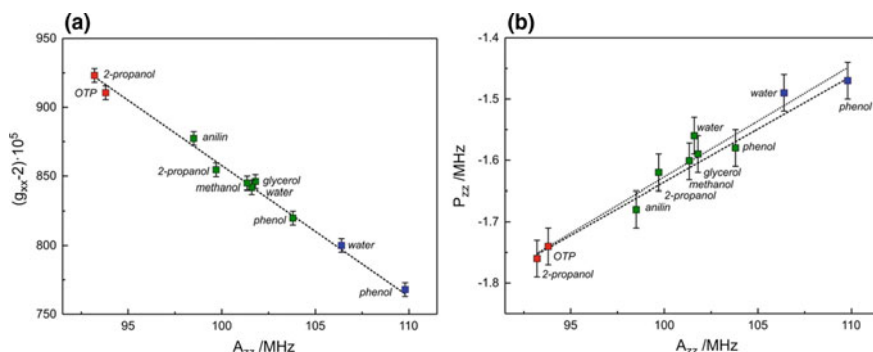 (a)
950
900
850
800
750
(g_xx-2)·10^5
2-propanol
OTP
anilin
2-propanol
methanol
glycerol
water
phenol
water
phenol
95
100
105
110
A_zz /MHz
(b)
-1.4
-1.5
-1.6
-1.7
-1.8
P_zz /MHz
water
phenol
water
phenol
glycerol
methanol
2-propanol
anilin
OTP
2-propanol
95
100
105
110
A_zz /MHz